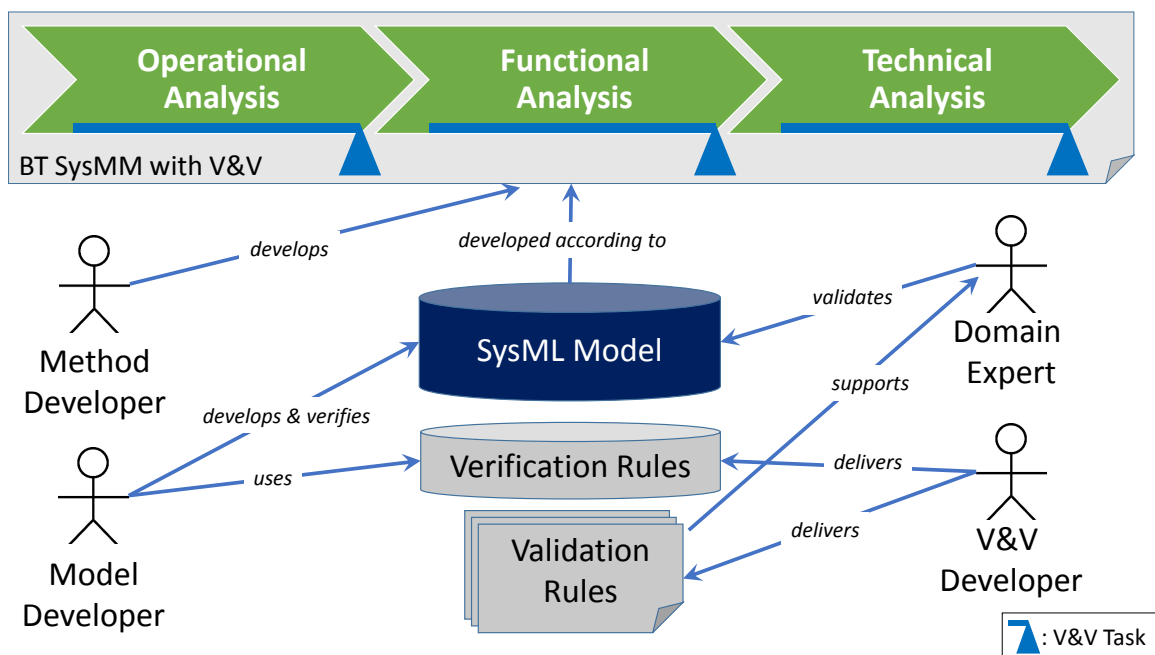 Operational
Analysis
Functional
Analysis
Technical
Analysis
BT SysMM with V&V
develops
developed according to
validates
Method
Developer
SysML Model
Domain
Expert
supports
develops & verifies
uses
Verification Rules
delivers
delivers
Model
Developer
Validation
Rules
V&V
Developer
: V&V Task